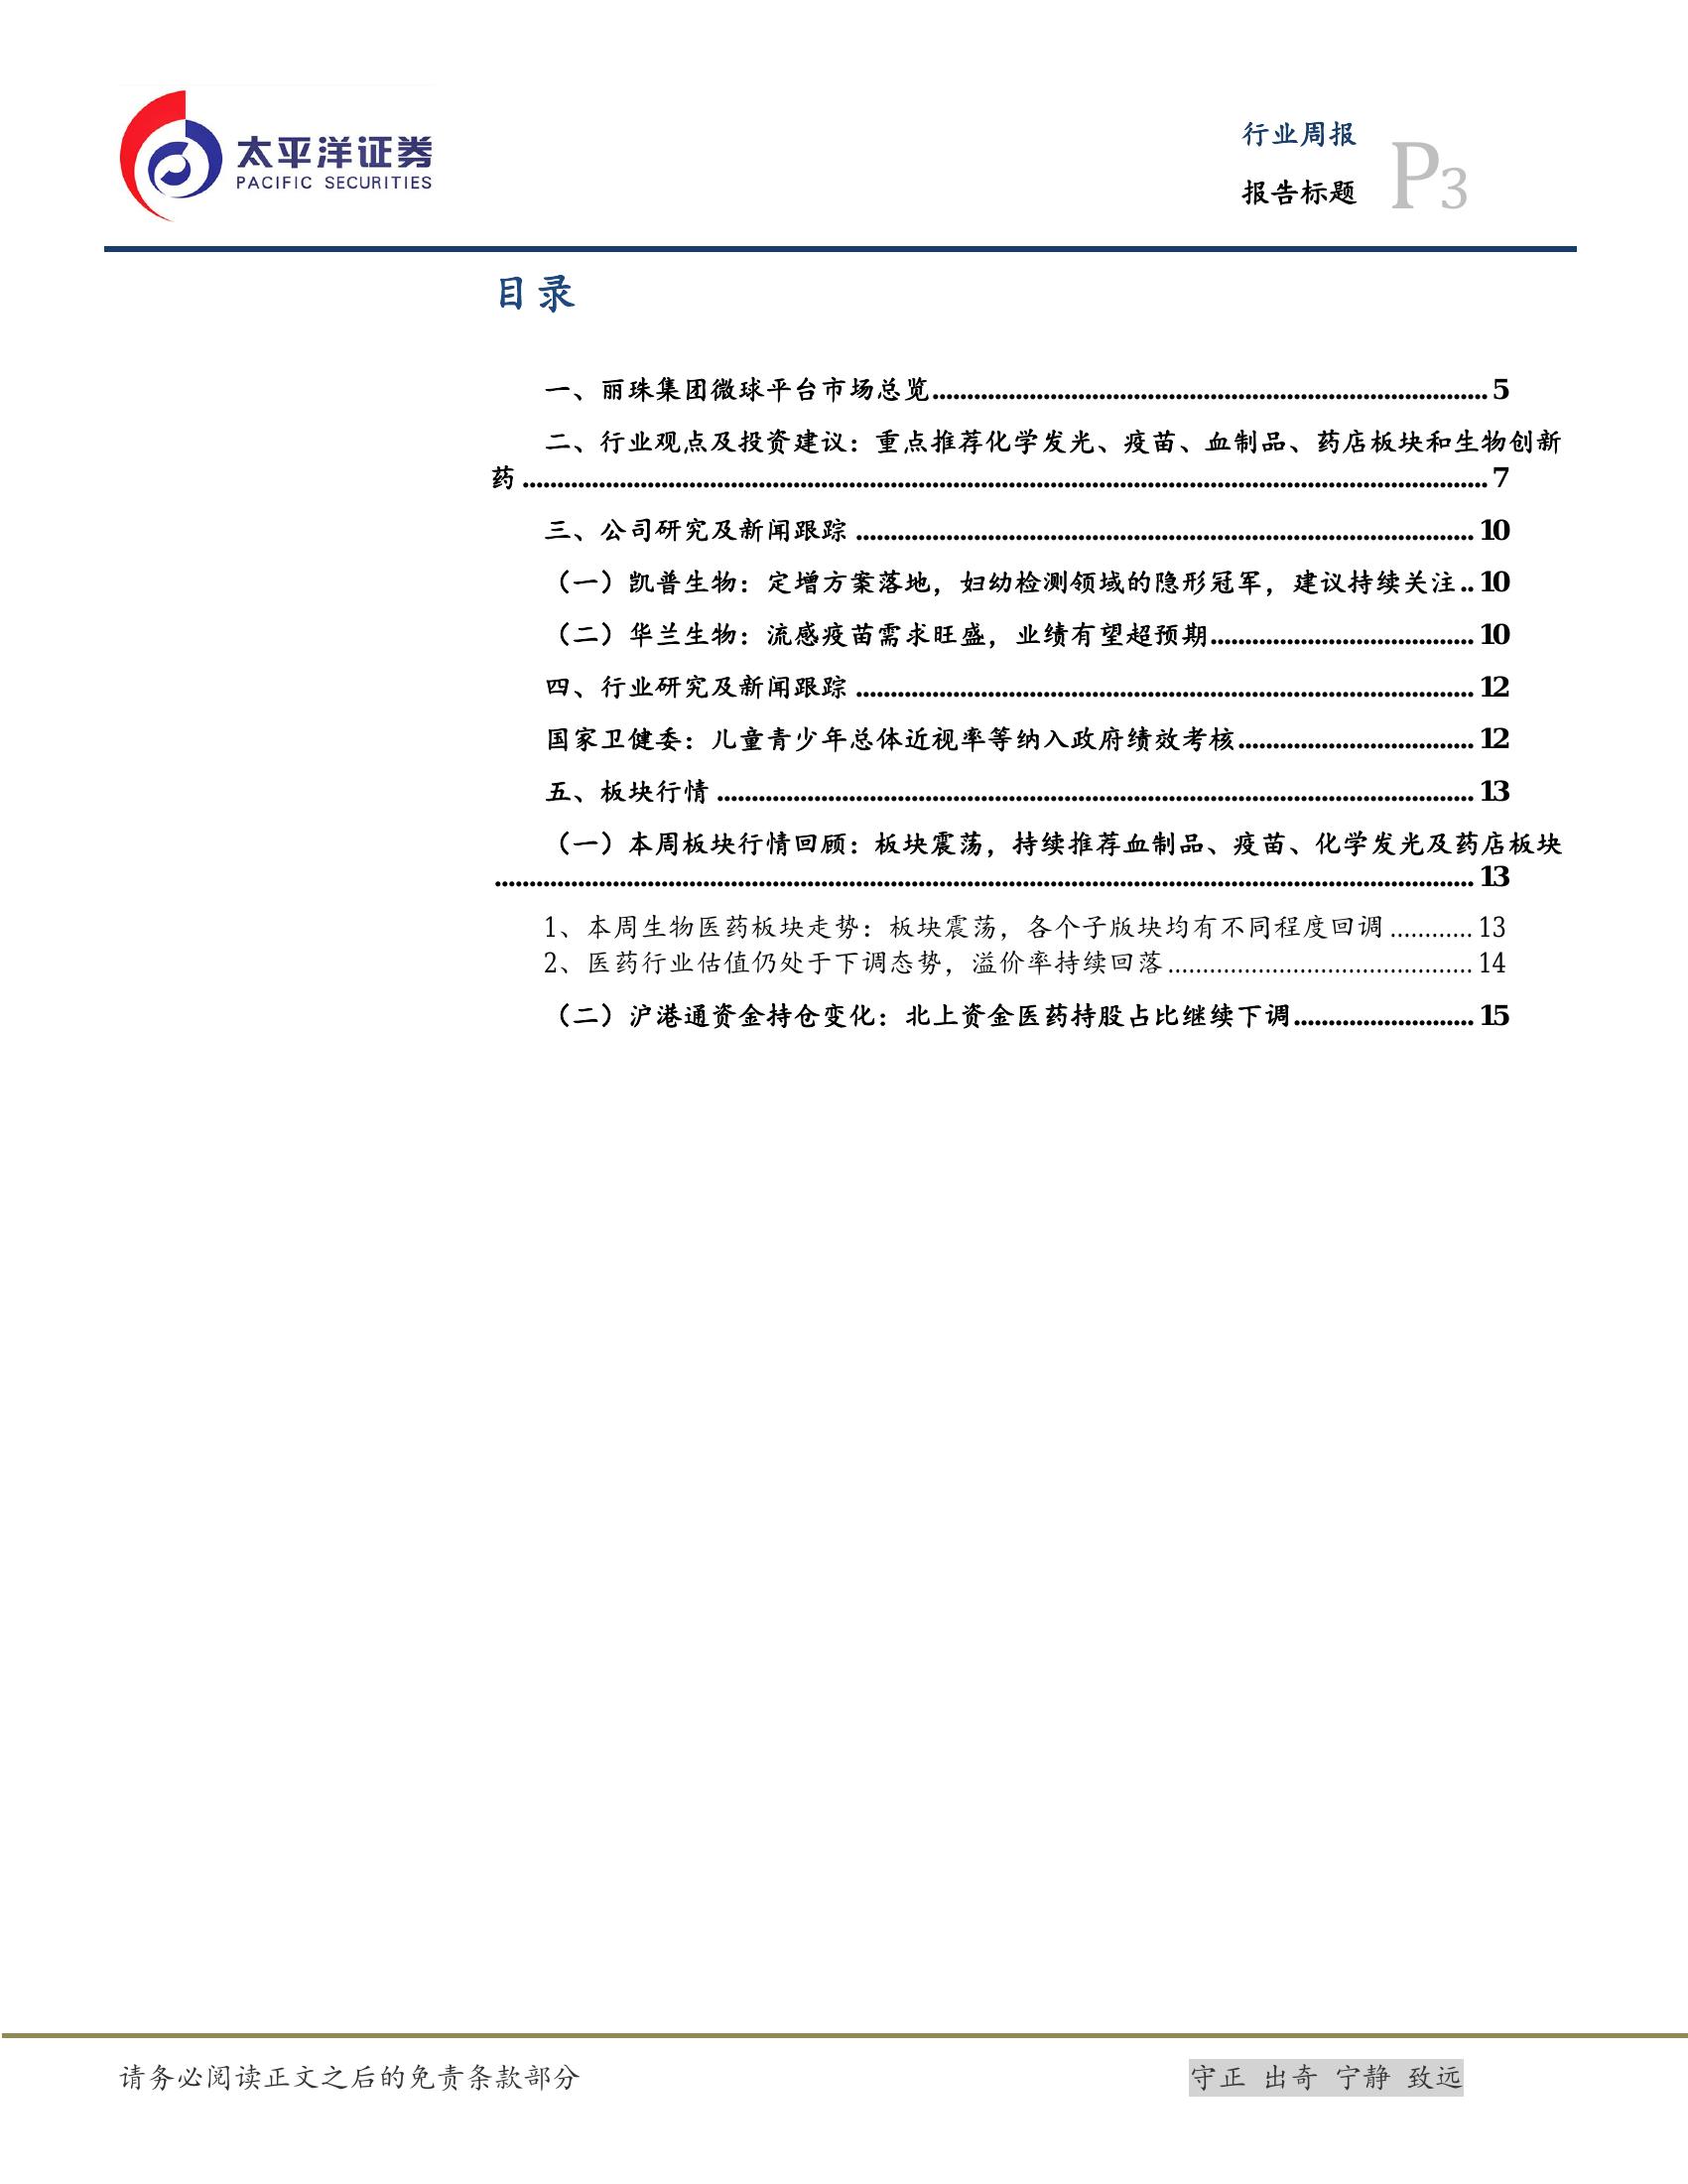 太平洋证券
PACIFIC SECURITIES
行业周报
报告标题
P3
目录
一、丽珠集团微球平台市场总览................................................................................ 5
二、行业观点及投资建议：重点推荐化学发光、疫苗、血制品、药店板块和生物创新
药 ........................................................................................................................................... 7
三、公司研究及新闻跟踪 ......................................................................................... 10
（一）凯普生物：定增方案落地，妇幼检测领域的隐形冠军，建议持续关注.. 10
（二）华兰生物：流感疫苗需求旺盛，业绩有望超预期...................................... 10
四、行业研究及新闻跟踪 ......................................................................................... 12
国家卫健委：儿童青少年总体近视率等纳入政府绩效考核.................................. 12
五、板块行情 ............................................................................................................. 13
（一）本周板块行情回顾：板块震荡，持续推荐血制品、疫苗、化学发光及药店板块
............................................................................................................................................. 13
1、本周生物医药板块走势：板块震荡，各个子版块均有不同程度回调 ............ 13
2、医药行业估值仍处于下调态势，溢价率持续回落............................................ 14
（二）沪港通资金持仓变化：北上资金医药持股占比继续下调.......................... 15
请务必阅读正文之后的免责条款部分
守正 出奇 宁静 致远